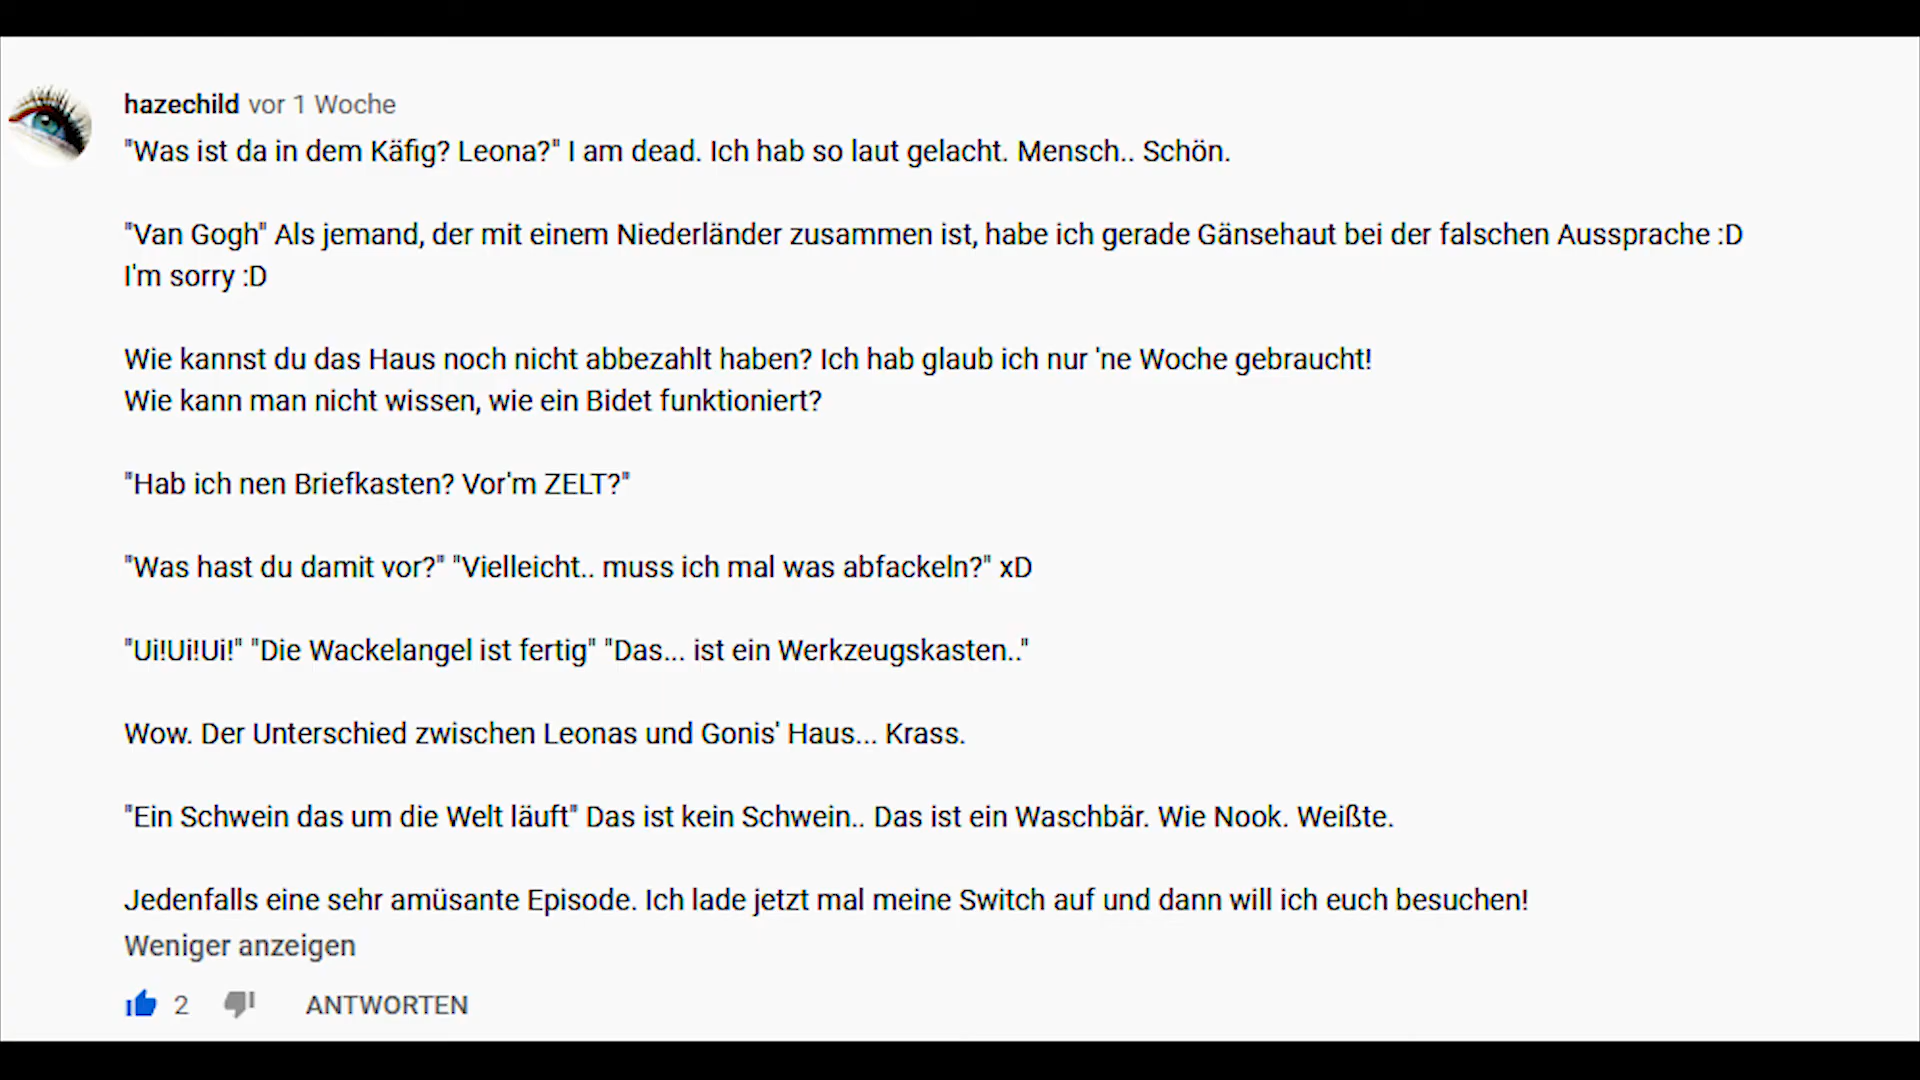 hazechild vor 1 Woche
"Was ist da in dem Käfig? Leona?" I am dead. Ich hab so laut gelacht. Mensch.. Schön.
"Van Gogh" Als jemand, der mit einem Niederländer zusammen ist, habe ich gerade Gänsehaut bei der falschen Aussprache :D
I'm sorry :D
Wie kannst du das Haus noch nicht abbezahlt haben? Ich hab glaub ich nur 'ne Woche gebraucht!
Wie kann man nicht wissen, wie ein Bidet funktioniert?
"Hab ich nen Briefkasten? Vor'm ZELT?"
"Was hast du damit vor?" "Vielleicht.. muss ich mal was abfackeln?" xD
"Ui!Ui!Ui!" "Die Wackelangel ist fertig" "Das... ist ein Werkzeugskasten.."
Wow. Der Unterschied zwischen Leonas und Gonis' Haus... Krass.
"Ein Schwein das um die Welt läuft" Das ist kein Schwein.. Das ist ein Waschbär. Wie Nook. Weißte.
Jedenfalls eine sehr amüsante Episode. Ich lade jetzt mal meine Switch auf und dann will ich euch besuchen!
Weniger anzeigen
2 ANTWORTEN